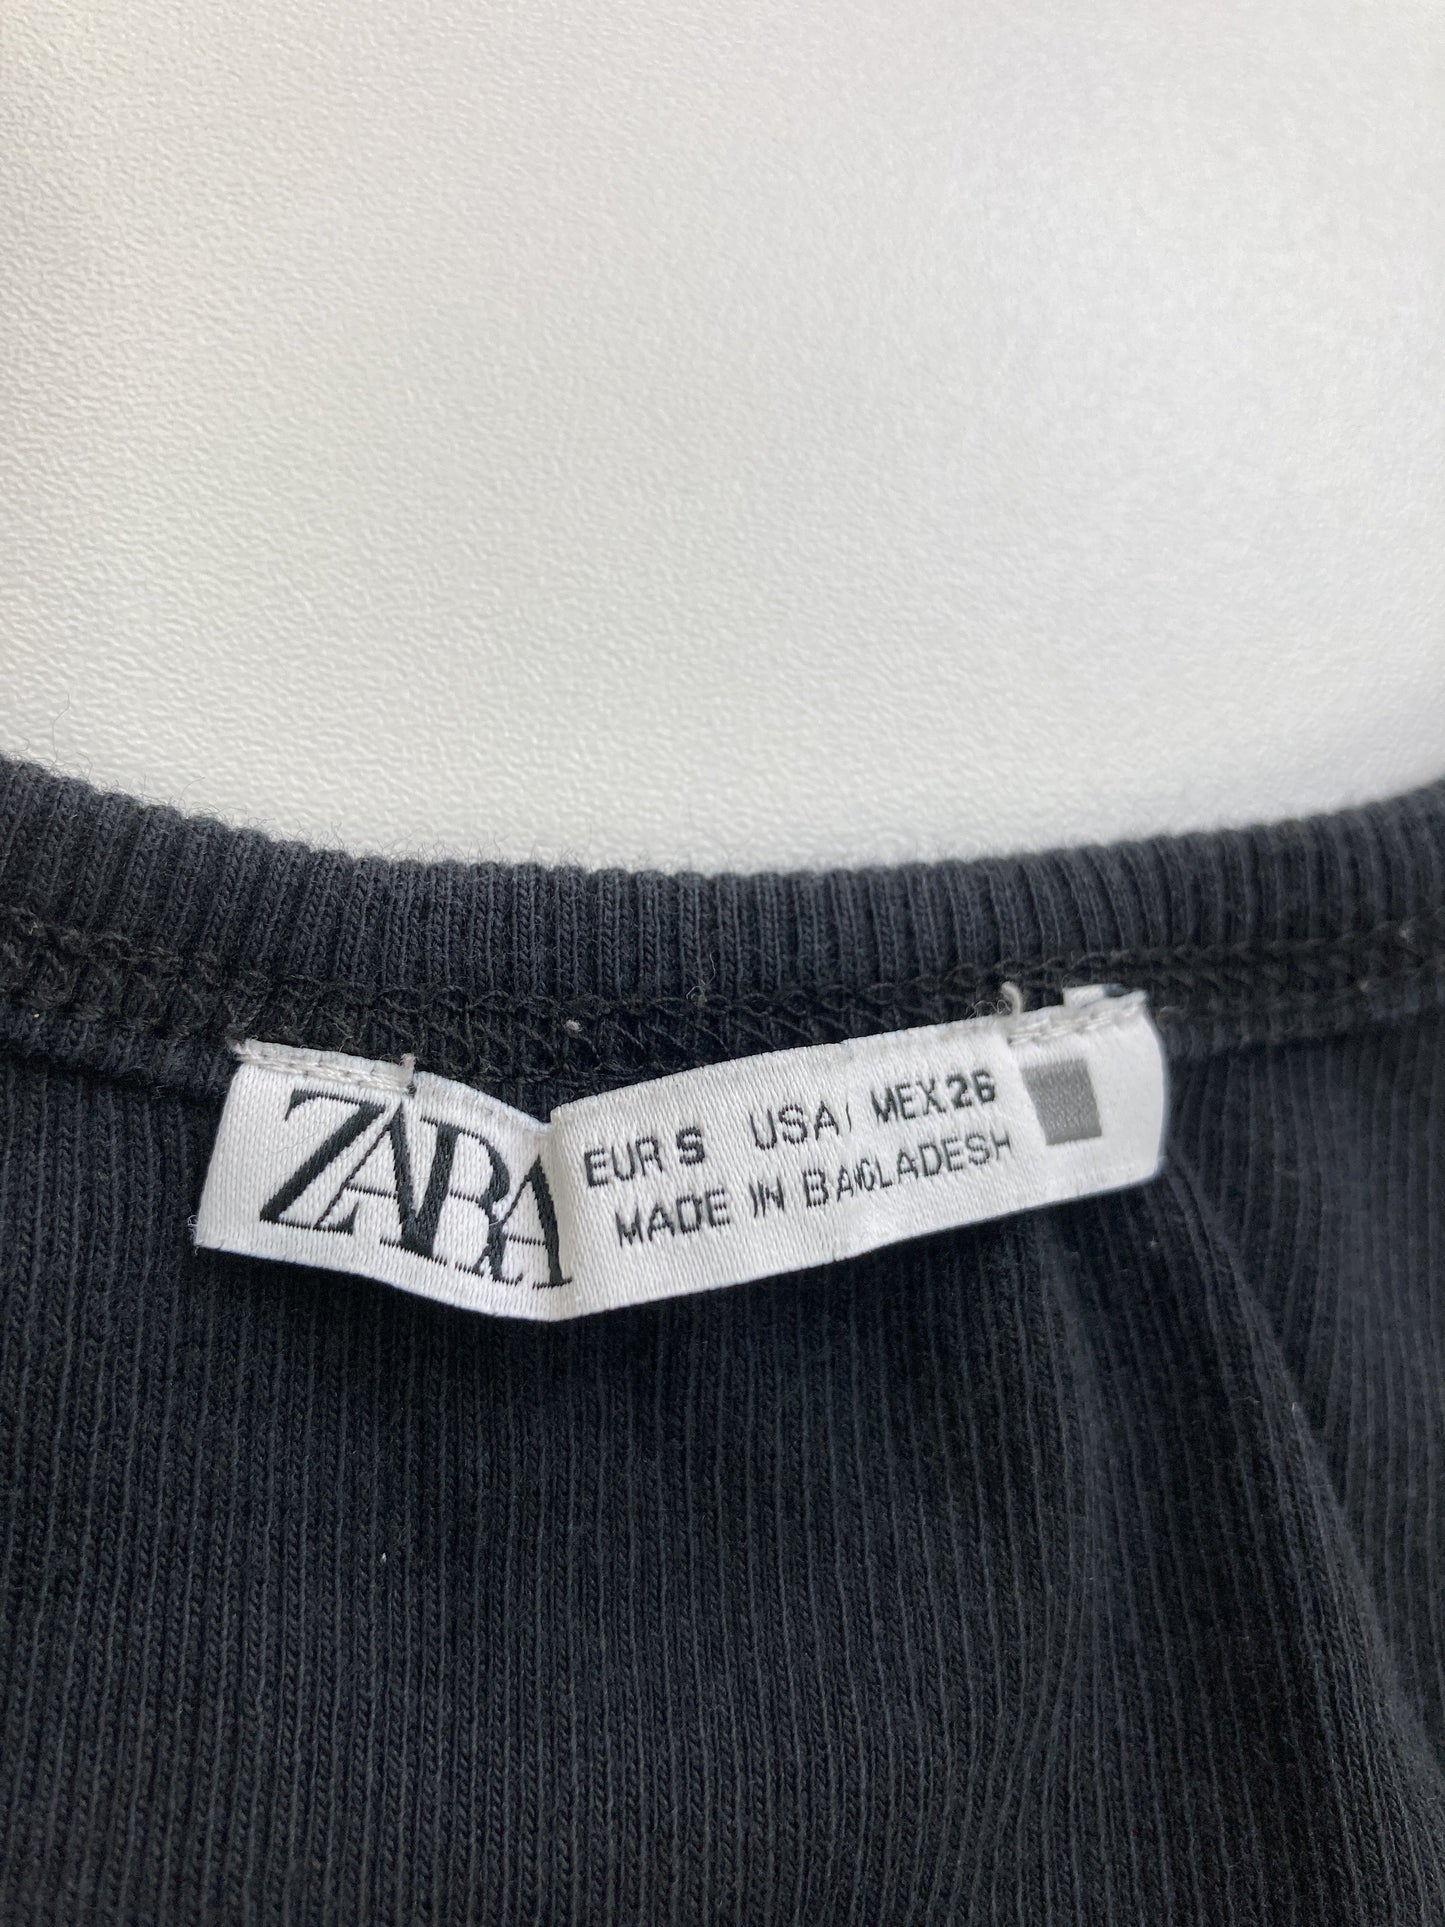 ZARA
EUR S USA/ MEX 26
MADE IN BANGLADESH